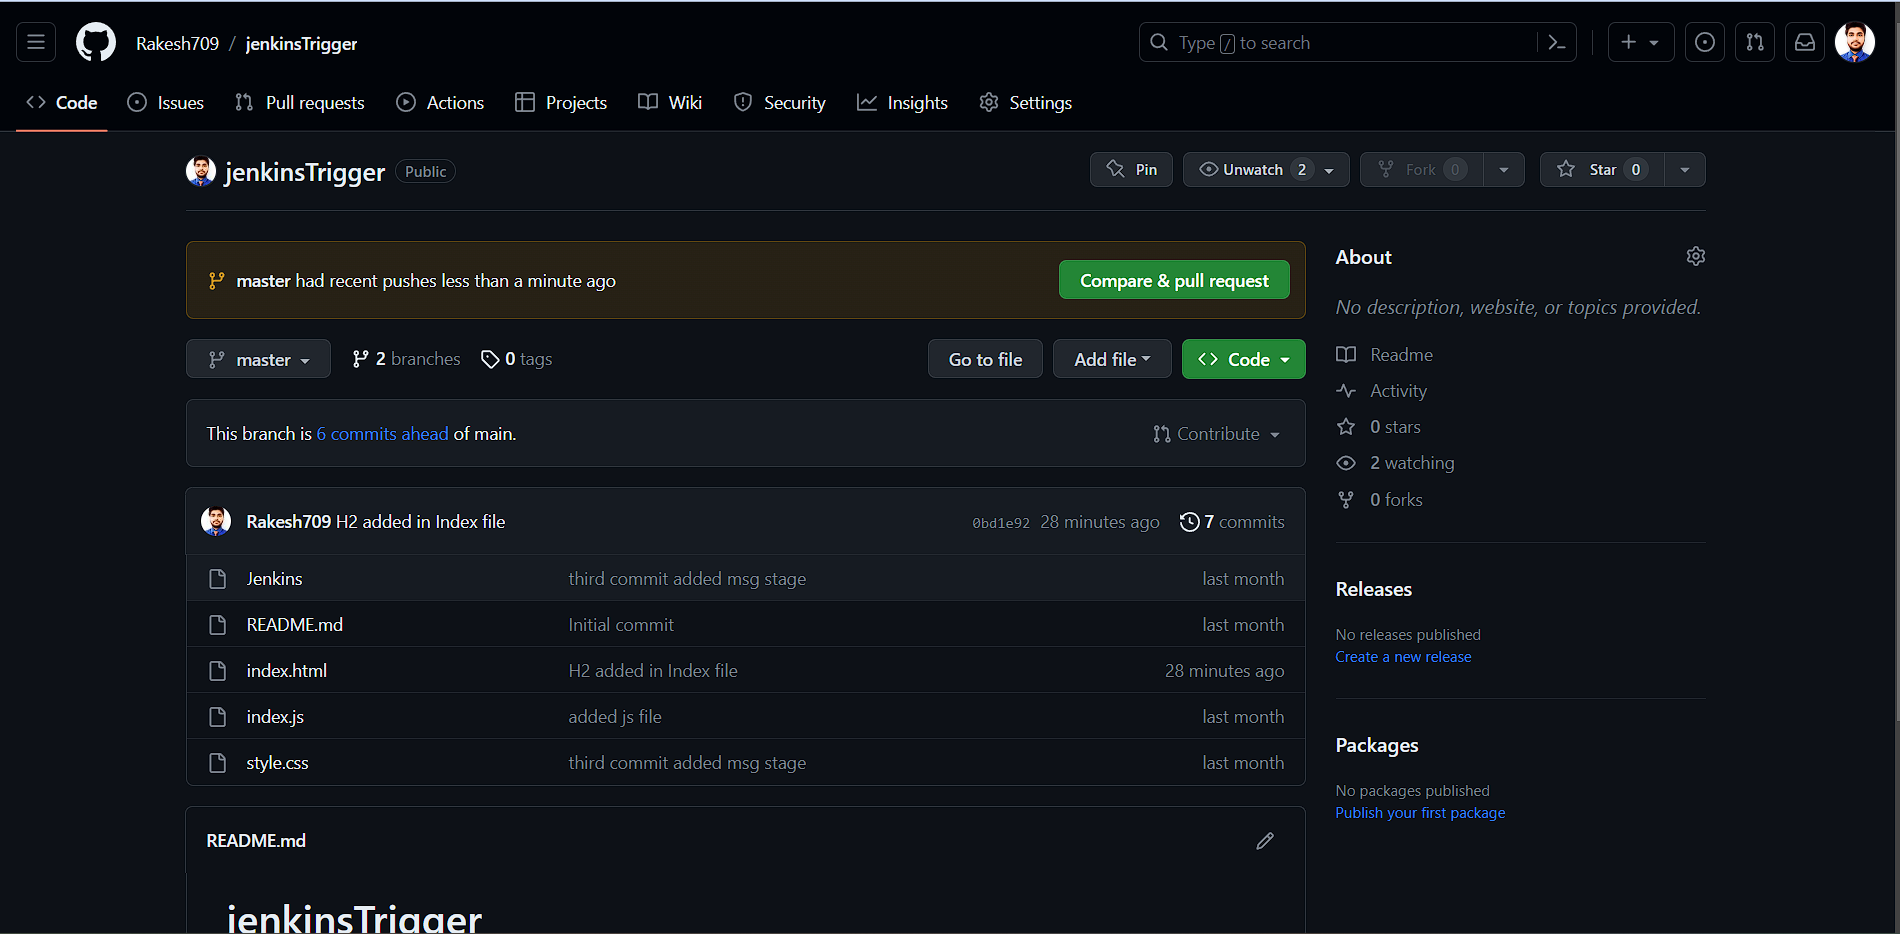 Rakesh709 / jenkinsTrigger
Type / to search
Code Issues Pull requests Actions Projects Wiki Security Insights Settings
jenkinsTrigger Public
Pin Unwatch 2 Fork 0 Star 0
master had recent pushes less than a minute ago Compare & pull request
master 2 branches 0 tags Go to file Add file Code
This branch is 6 commits ahead of main. Contribute
Rakesh709 H2 added in Index file 0bd1e92 28 minutes ago 7 commits
Jenkins third commit added msg stage last month
README.md Initial commit last month
index.html H2 added in Index file 28 minutes ago
index.js added js file last month
style.css third commit added msg stage last month
README.md
jenkinsTrigger
About
No description, website, or topics provided.
Readme
Activity
0 stars
2 watching
0 forks
Releases
No releases published
Create a new release
Packages
No packages published
Publish your first package